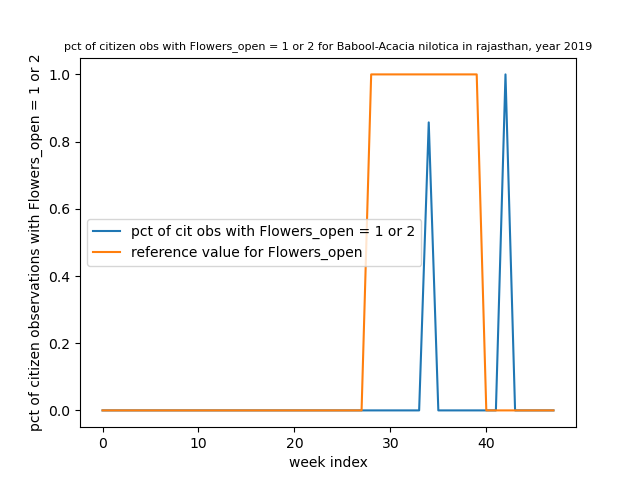 pct of citizen obs with Flowers_open = 1 or 2 for Babool-Acacia nilotica in rajasthan, year 2019
pct of citizen observations with Flowers_open = 1 or 2
1.0
0.8
0.6
0.4
0.2
0.0
pct of cit obs with Flowers_open = 1 or 2
reference value for Flowers_open
0 10 20 30 40
week index